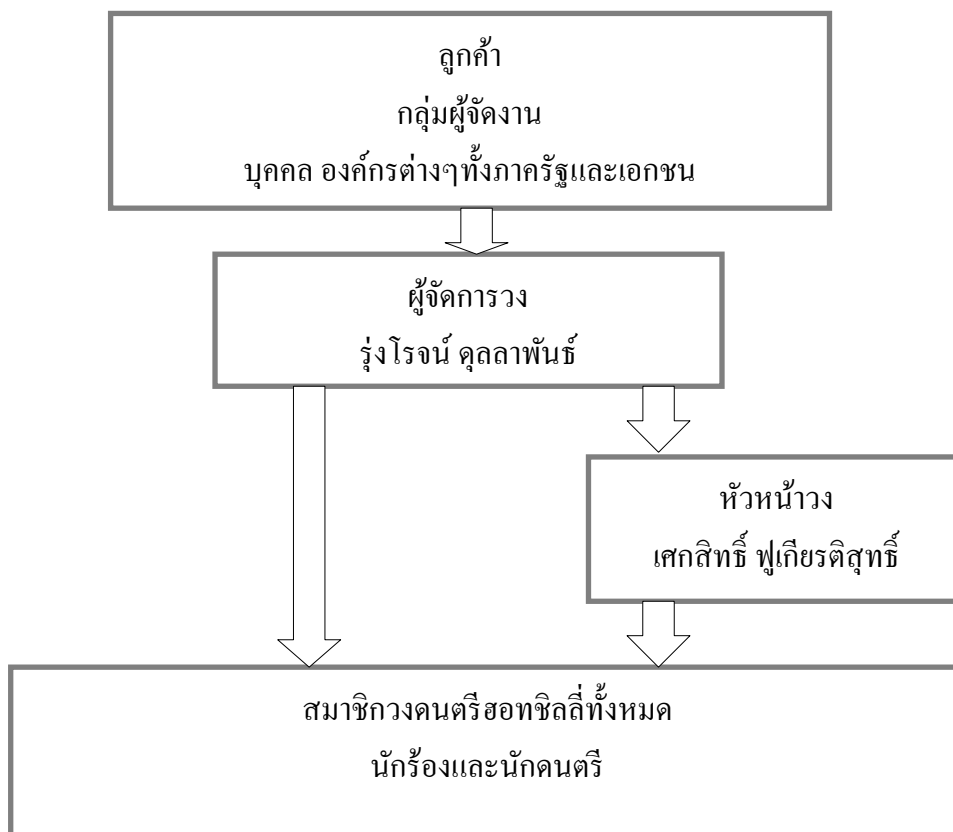 ลูกค้า
กลุ่มผู้จัดงาน
บุคคล องค์กรต่างๆทั้งภาครัฐและเอกชน
ผู้จัดการวง
รุ่งโรจน์ ดุลลาพันธ์
หัวหน้าวง
เศกสิทธิ์ ฟูเกียรติสุทธิ์
สมาชิกวงดนตรีฮอทชิลลี่ทั้งหมด
นักร้องและนักดนตรี